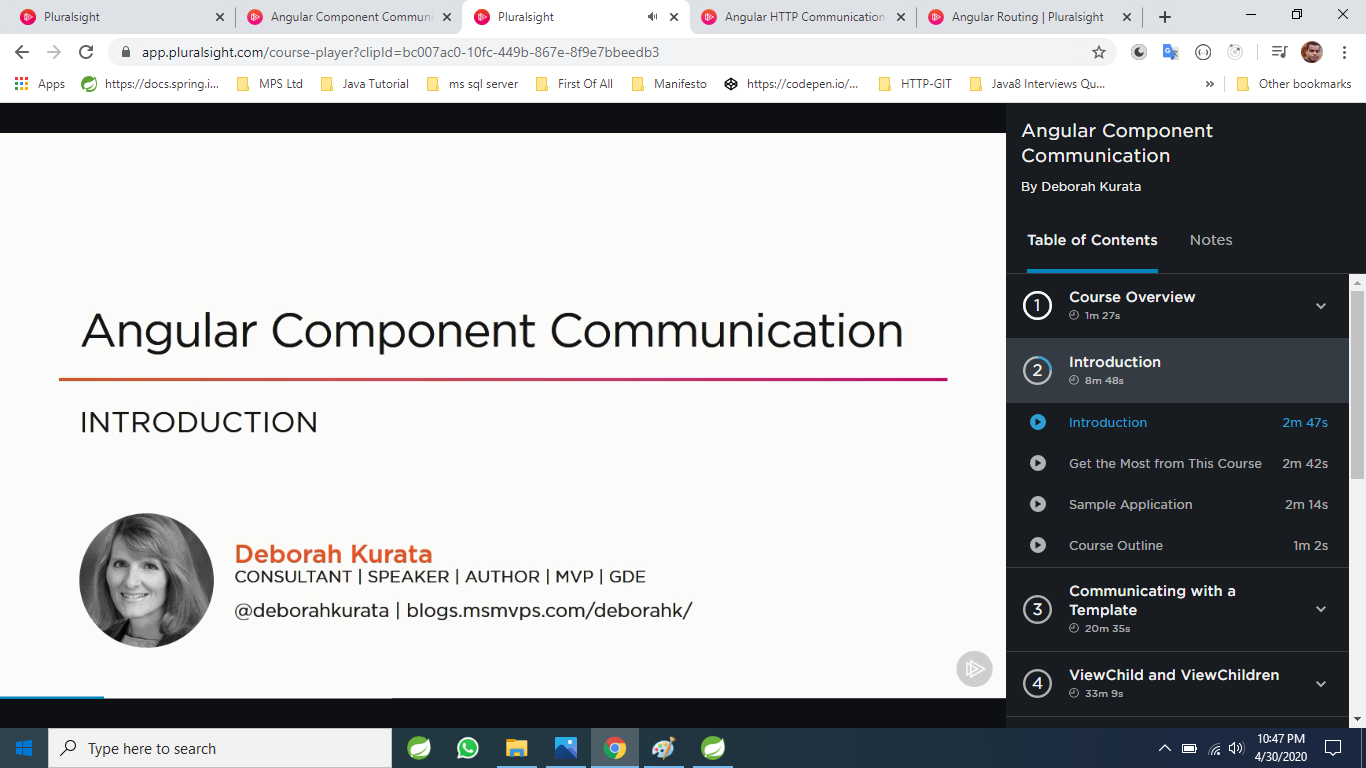 Pluralsight
Angular Component Communi
Pluralsight
Angular HTTP Communication
Angular Routing | Pluralsight
app.pluralsight.com/course-player?clipId=bc007ac0-10fc-449b-867e-8f9e7bbeedb3
Apps
https://docs.spring.i...
MPS Ltd
Java Tutorial
ms sql server
First Of All
Manifesto
https://codepen.io/...
HTTP-GIT
Java8 Interviews Qu...
»
Other bookmarks
Angular Component Communication
INTRODUCTION
Deborah Kurata
CONSULTANT | SPEAKER | AUTHOR | MVP | GDE
@deborahkurata | blogs.msmvps.com/deborahk/
Angular Component
Communication
By Deborah Kurata
Table of Contents
Notes
1
Course Overview
1m 27s
2
Introduction
8m 48s
Introduction
2m 47s
Get the Most from This Course
2m 42s
Sample Application
2m 14s
Course Outline
1m 2s
3
Communicating with a
Template
20m 35s
4
ViewChild and ViewChildren
33m 9s
Type here to search
10:47 PM
4/30/2020